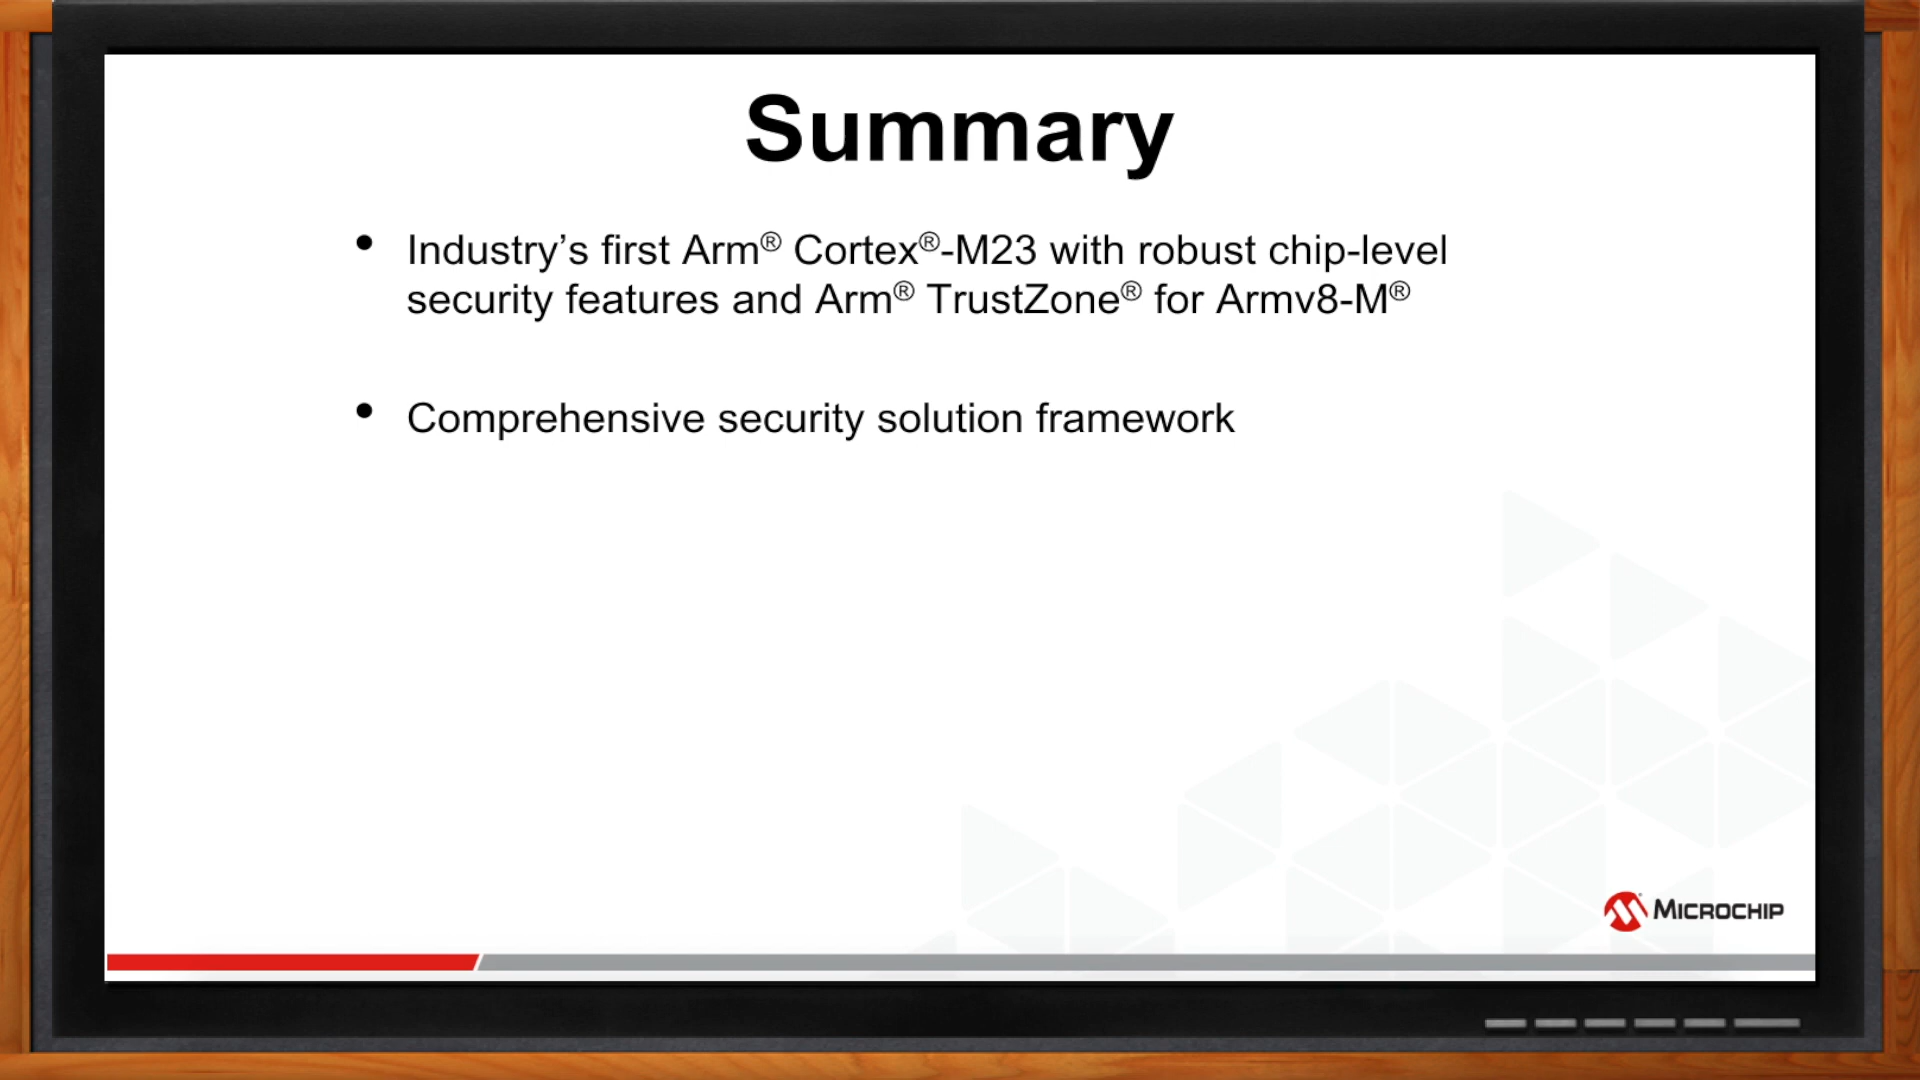 Summary
• Industry’s first Arm® Cortex®-M23 with robust chip-level
security features and Arm® TrustZone® for Armv8-M®
• Comprehensive security solution framework
MICROCHIP